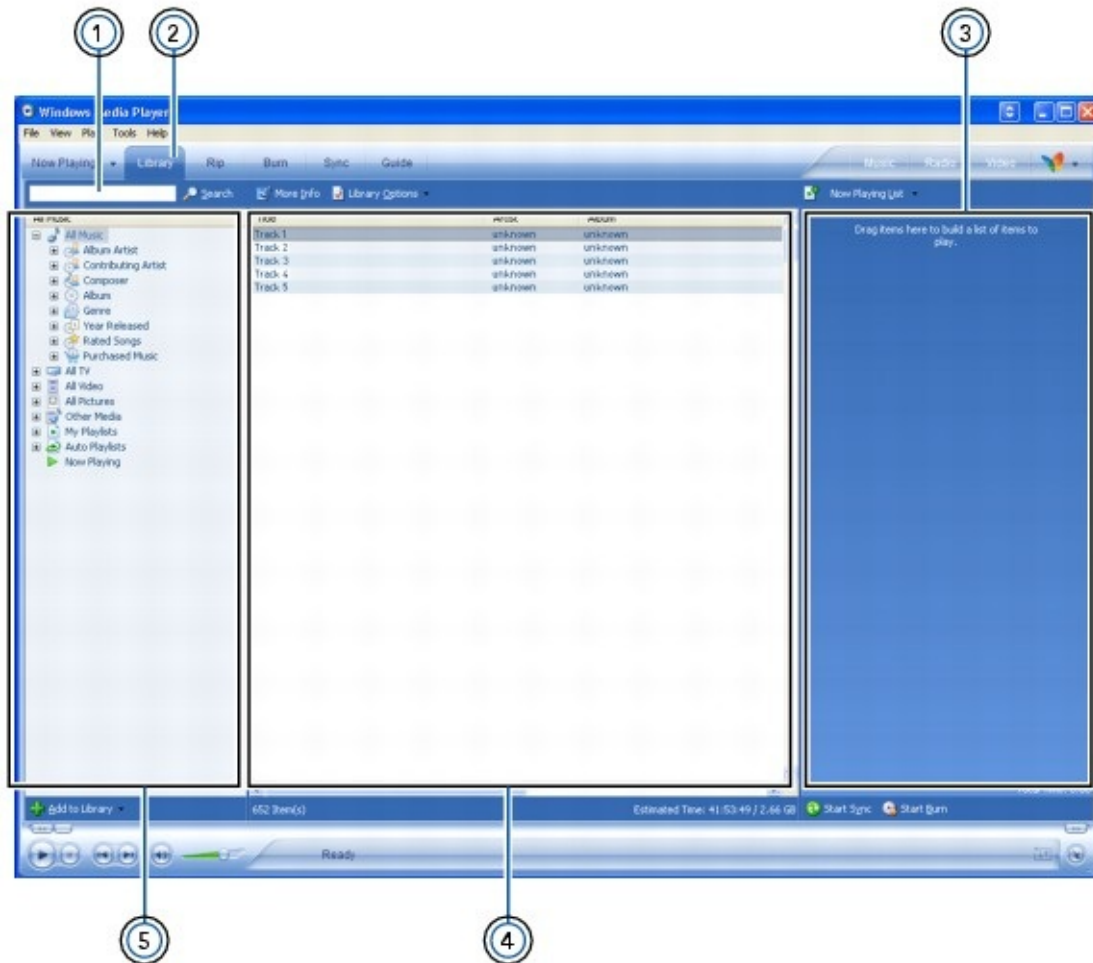 1 2 3
Windows Media Player
File View Play Tools Help
Now Playing Library Rip Burn Sync Guide Music Radio Video
Search More Info Library Options Now Playing List
All Music Title Artist Album
All Music
Album Artist
Contributing Artist
Composer
Album
Genre
Year Released
Rated Songs
Purchased Music
All TV
All Video
All Pictures
Other Media
My Playlists
Auto Playlists
Now Playing
Track 1 unknown unknown
Track 2 unknown unknown
Track 3 unknown unknown
Track 4 unknown unknown
Track 5 unknown unknown
Drag items here to build a list of items to
play.
Add to Library 652 Item(s) Estimated Time: 41:53:49 / 2.66 GB Start Sync Start Burn
Ready
5 4